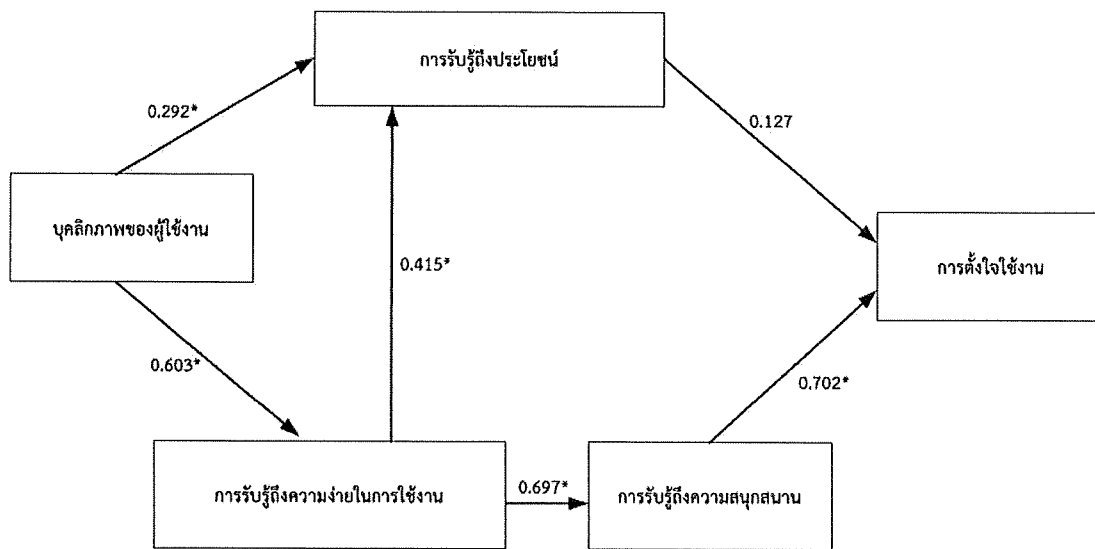 การรับรู้ถึงประโยชน์
0.292*
0.127
บุคลิกภาพของผู้ใช้งาน
การตั้งใจใช้งาน
0.415*
0.603*
0.702*
การรับรู้ถึงความง่ายในการใช้งาน
0.697*
การรับรู้ถึงความสนุกสนาน